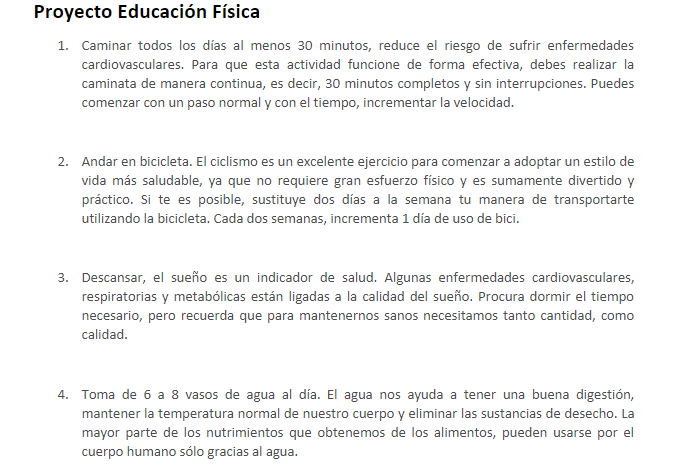 Proyecto Educación Física
1. Caminar todos los días al menos 30 minutos, reduce el riesgo de sufrir enfermedades
cardiovasculares. Para que esta actividad funcione de forma efectiva, debes realizar la
caminata de manera continua, es decir, 30 minutos completos y sin interrupciones. Puedes
comenzar con un paso normal y con el tiempo, incrementar la velocidad.
2. Andar en bicicleta. El ciclismo es un excelente ejercicio para comenzar a adoptar un estilo de
vida más saludable, ya que no requiere gran esfuerzo físico y es sumamente divertido y
práctico. Si te es posible, sustituye dos días a la semana tu manera de transportarte
utilizando la bicicleta. Cada dos semanas, incrementa 1 día de uso de bici.
3. Descansar, el sueño es un indicador de salud. Algunas enfermedades cardiovasculares,
respiratorias y metabólicas están ligadas a la calidad del sueño. Procura dormir el tiempo
necesario, pero recuerda que para mantenernos sanos necesitamos tanto cantidad, como
calidad.
4. Toma de 6 a 8 vasos de agua al día. El agua nos ayuda a tener una buena digestión,
mantener la temperatura normal de nuestro cuerpo y eliminar las sustancias de desecho. La
mayor parte de los nutrimientos que obtenemos de los alimentos, pueden usarse por el
cuerpo humano sólo gracias al agua.